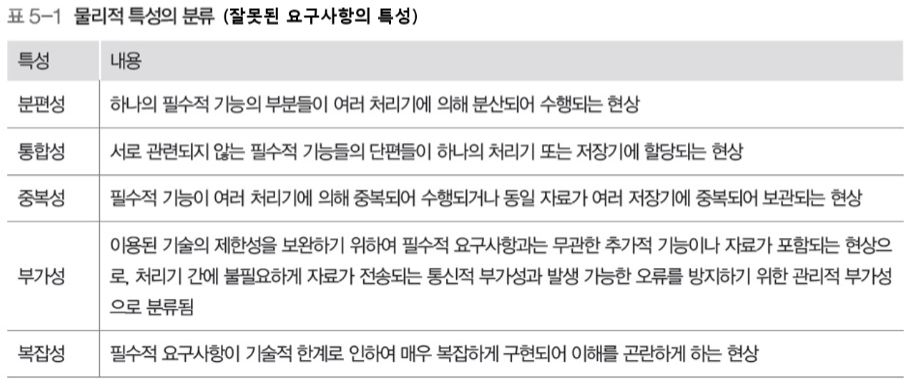 표 5-1 물리적 특성의 분류 (잘못된 요구사항의 특성)
특성 내용
분편성 하나의 필수적 기능의 부분들이 여러 처리기에 의해 분산되어 수행되는 현상
통합성 서로 관련되지 않는 필수적 기능들의 단편들이 하나의 처리기 또는 저장기에 할당되는 현상
중복성 필수적 기능이 여러 처리기에 의해 중복되어 수행되거나 동일 자료가 여러 저장기에 중복되어 보관되는 현상
부가성 이용된 기술의 제한성을 보완하기 위하여 필수적 요구사항과는 무관한 추가적 기능이나 자료가 포함되는 현상으
로, 처리기 간에 불필요하게 자료가 전송되는 통신적 부가성과 발생 가능한 오류를 방지하기 위한 관리적 부가성
으로 분류됨
복잡성 필수적 요구사항이 기술적 한계로 인하여 매우 복잡하게 구현되어 이해를 곤란하게 하는 현상